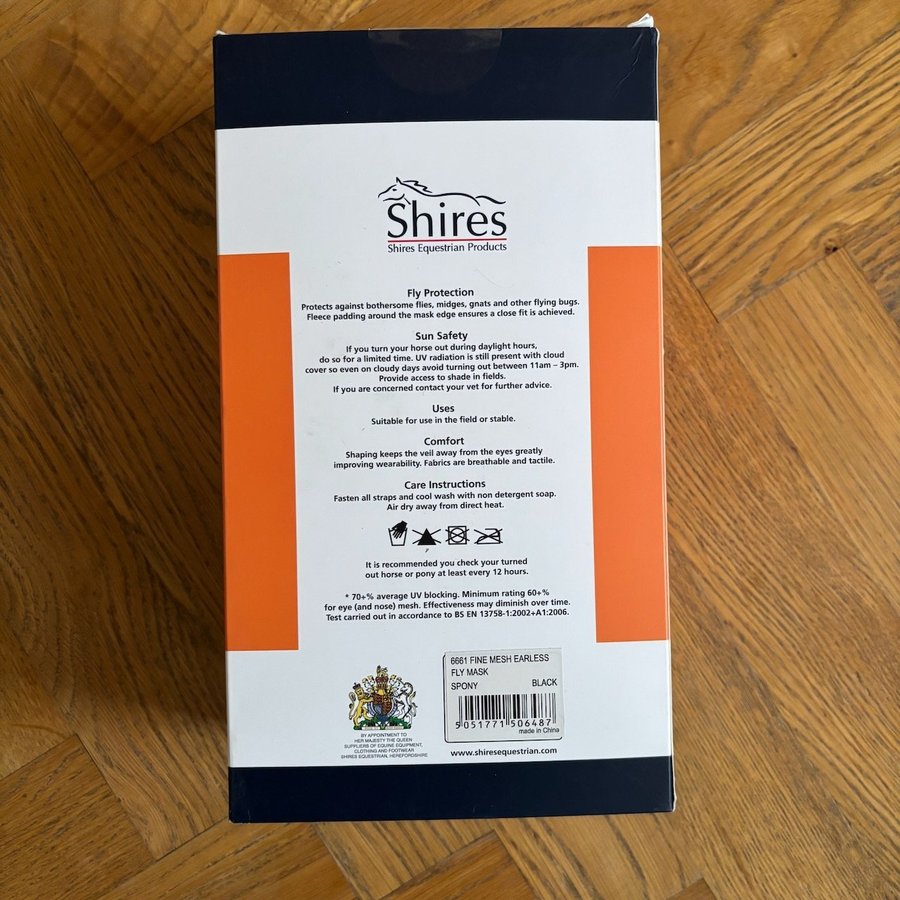 Shires
Shires Equestrian Products
Fly Protection
Protects against bothersome flies, midges, gnats and other flying bugs.
Fleece padding around the mask edge ensures a close fit is achieved.
Sun Safety
If you turn your horse out during daylight hours,
do so for a limited time. UV radiation is still present with cloud
cover so even on cloudy days avoid turning out between 11am – 3pm.
Provide access to shade in fields.
If you are concerned contact your vet for further advice.
Uses
Suitable for use in the field or stable.
Comfort
Shaping keeps the veil away from the eyes greatly
improving wearability. Fabrics are breathable and tactile.
Care Instructions
Fasten all straps and cool wash with non detergent soap.
Air dry away from direct heat.
P
It is recommended you check your turned
out horse or pony at least every 12 hours.
* 70+% average UV blocking. Minimum rating 60+%
for eye (and nose) mesh. Effectiveness may diminish over time.
Test carried out in accordance to BS EN 13758-1:2002+A1:2006.
BY APPOINTMENT TO
HER MAJESTY THE QUEEN
SUPPLIERS OF EQUINE EQUIPMENT,
CLOTHING AND FOOTWEAR
SHIRES EQUESTRIAN, HEREFORDSHIRE
6661 FINE MESH EARLESS
FLY MASK
SPONY BLACK
5 051771 506487
made in China
www.shiresequestrian.com